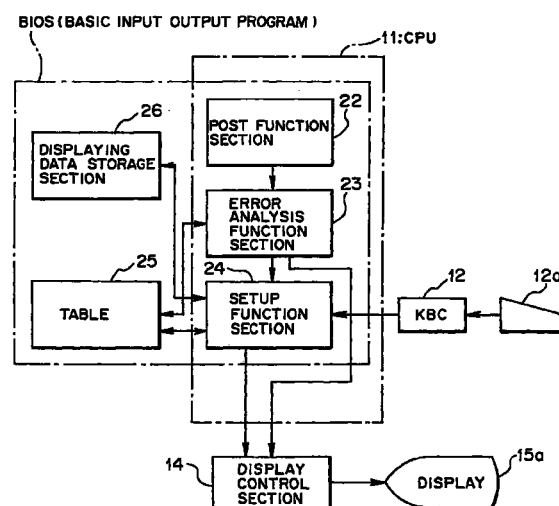 BIOS (BASIC INPUT OUTPUT PROGRAM)
11:CPU
26
22
DISPLAYING
DATA STORAGE
SECTION
POST FUNCTION
SECTION
23
ERROR
ANALYSIS
FUNCTION
SECTION
25
24
12
12a
TABLE
SETUP
FUNCTION
SECTION
KBC
14
DISPLAY
CONTROL
SECTION
15a
DISPLAY